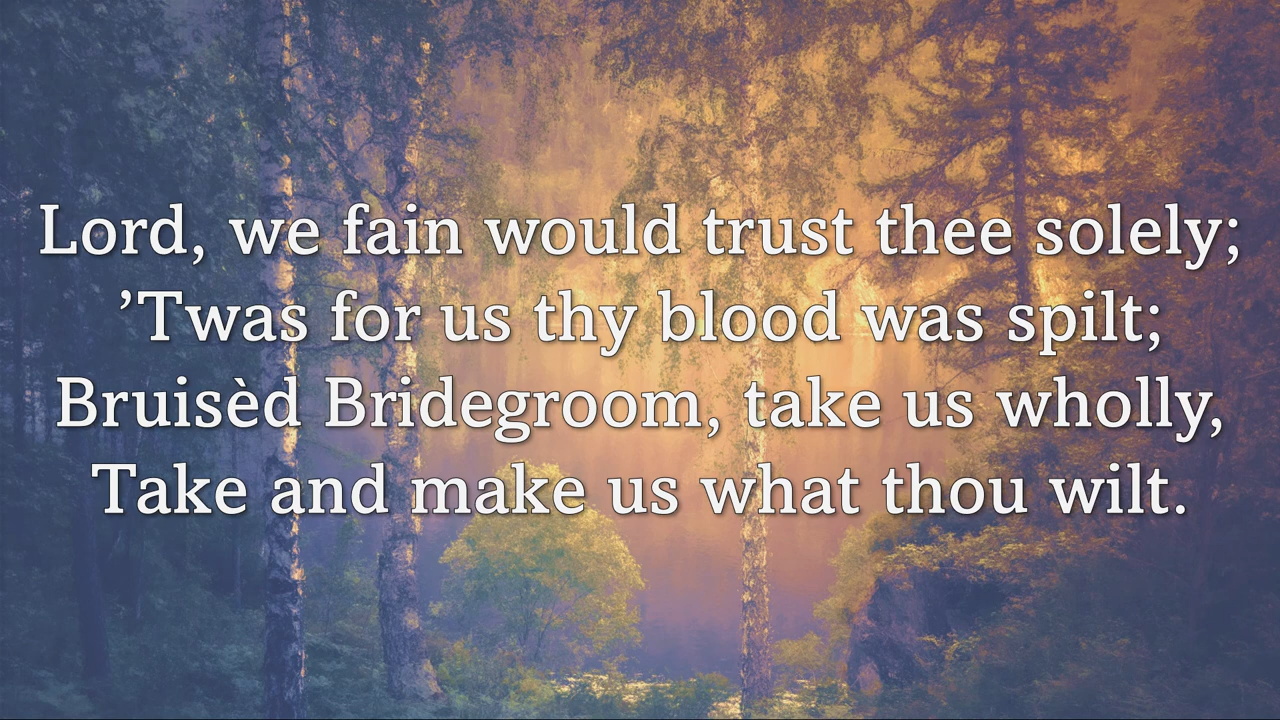 Lord, we fain would trust thee solely;
’Twas for us thy blood was spilt;
Bruisèd Bridegroom, take us wholly,
Take and make us what thou wilt.